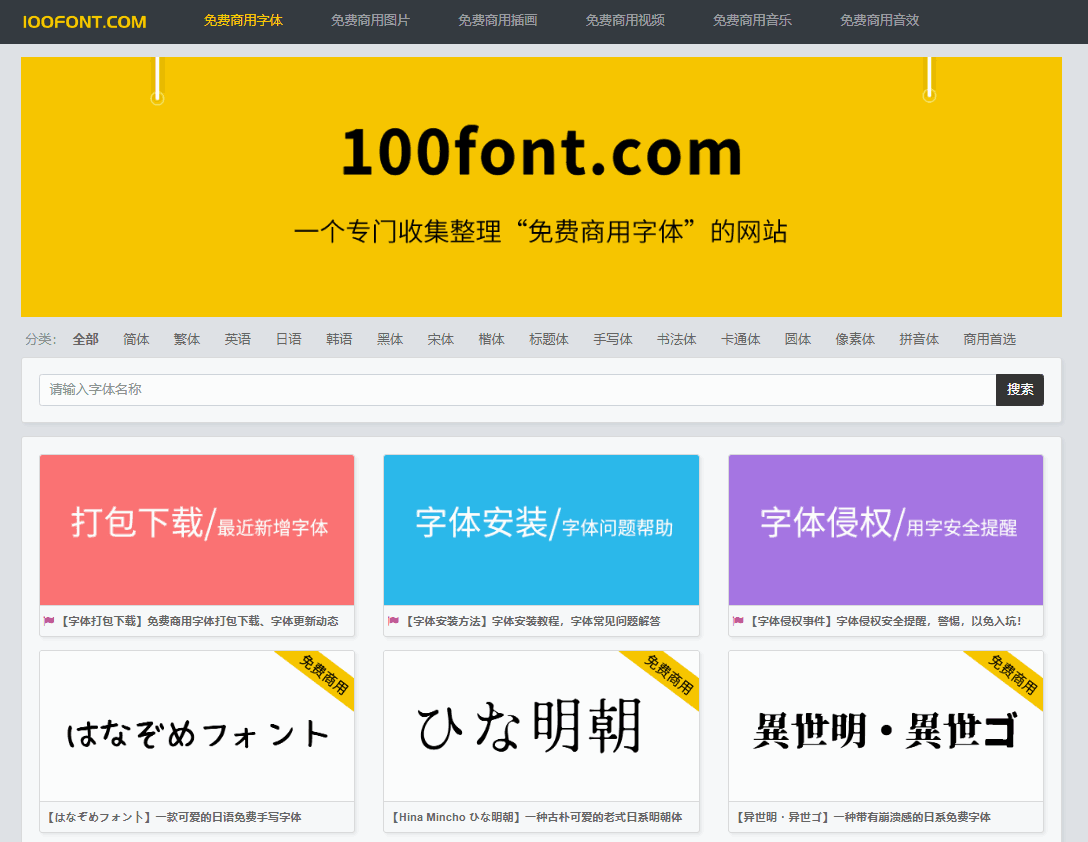 100FONT.COM
免费商用字体
免费商用图片
免费商用插画
免费商用视频
免费商用音乐
免费商用音效
100font.com
一个专门收集整理“免费商用字体”的网站
分类: 全部 简体 繁体 英语 日语 韩语 黑体 宋体 楷体 标题体 手写体 书法体 卡通体 圆体 像素体 拼音体 商用首选
请输入字体名称
搜索
打包下载/最近新增字体
字体安装/字体问题帮助
字体侵权/用字安全提醒
【字体打包下载】免费商用字体打包下载、字体更新动态
【字体安装方法】字体安装教程，字体常见问题解答
【字体侵权事件】字体侵权安全提醒，警惕，以免入坑！
免费商用
はなぞめフォント
免费商用
ひな明朝
免费商用
異世明・異世ゴ
【はなぞめフォント】一款可爱的日语免费手写字体
【Hina Mincho ひな明朝】一种古朴可爱的老式日系明朝体
【异世明・异世ゴ】一种带有崩溃感的日系免费字体